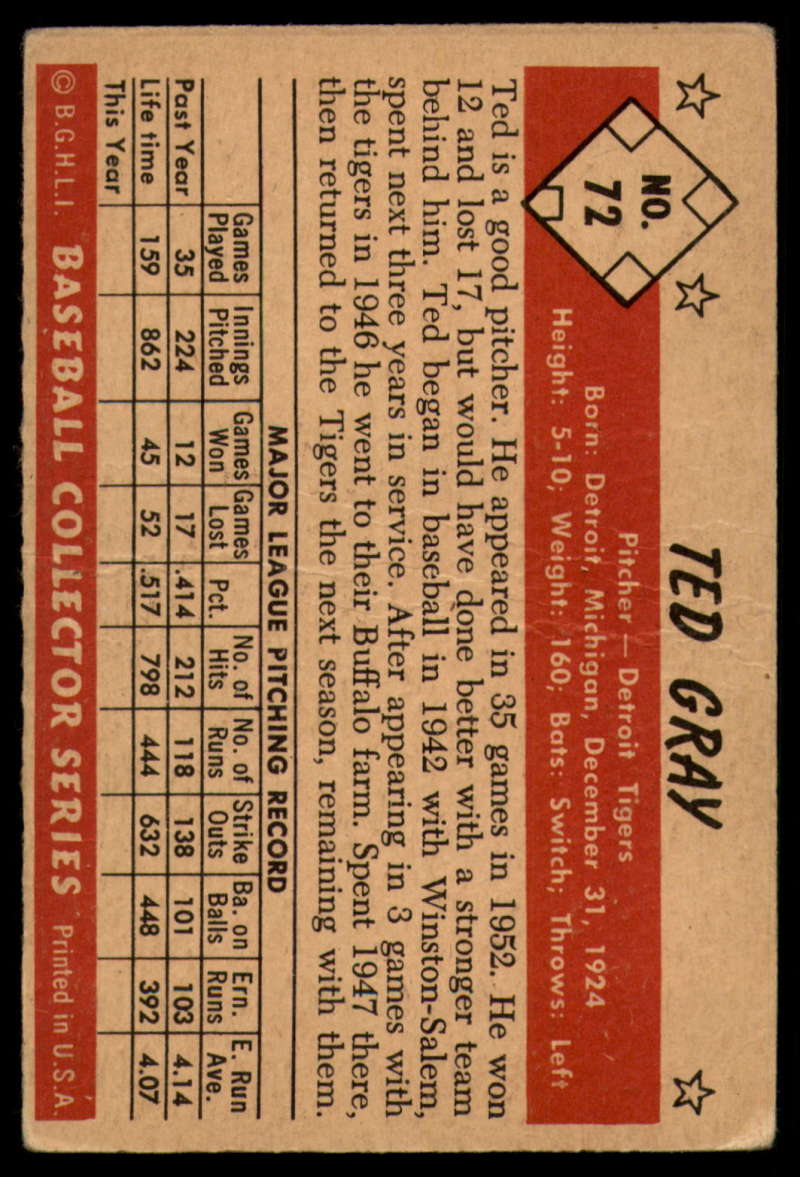 TED GRAY
NO.
72
Pitcher — Detroit Tigers
Born: Detroit, Michigan, December 31, 1924
Height: 5-10; Weight: 160; Bats: Switch; Throws: Left
Ted is a good pitcher. He appeared in 35 games in 1952. He won
12 and lost 17, but would have done better with a stronger team
behind him. Ted began in baseball in 1942 with Winston-Salem,
spent next three years in service. After appearing in 3 games with
the tigers in 1946 he went to their Buffalo farm. Spent 1947 there,
then returned to the Tigers the next season, remaining with them.
MAJOR LEAGUE PITCHING RECORD
Games Innings Games Games Pct. No. of No. of Strike Ba. on Ern. E. Run
Played Pitched Won Lost Hits Runs Outs Balls Runs Ave.
Past Year 35 224 12 17 .414 212 118 138 101 103 4.14
Life time 159 862 45 52 .517 798 444 632 448 392 4.07
This Year
© B.G.H.L.I. BASEBALL COLLECTOR SERIES Printed in U.S.A.